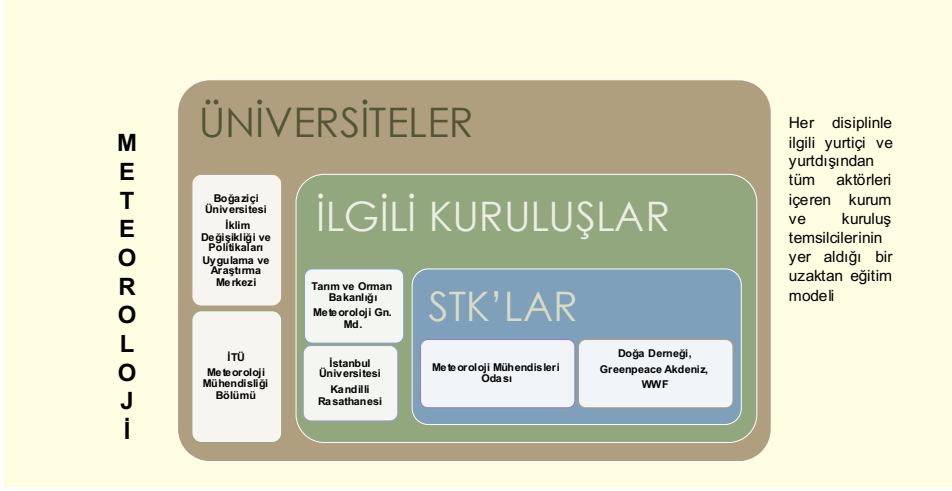 METEOROLOJİ
ÜNİVERSİTELER
Boğaziçi
Üniversitesi
İklim
Değişikliği ve
Politikaları
Uygulama ve
Araştırma
Merkezi
İTÜ
Meteoroloji
Mühendisliği
Bölümü
İLGİLİ KURULUŞLAR
Tarım ve Orman
Bakanlığı
Meteoroloji Gn.
Md.
İstanbul
Üniversitesi
Kandilli
Rasathanesi
STK’LAR
Meteoroloji Mühendisleri
Odası
Doğa Derneği,
Greenpeace Akdeniz,
WWF
Her disiplinle
ilgili yurtiçi ve
yurtdışından
tüm aktörleri
içeren kurum
ve kuruluş
temsilcilerinin
yer aldığı bir
uzaktan eğitim
modeli